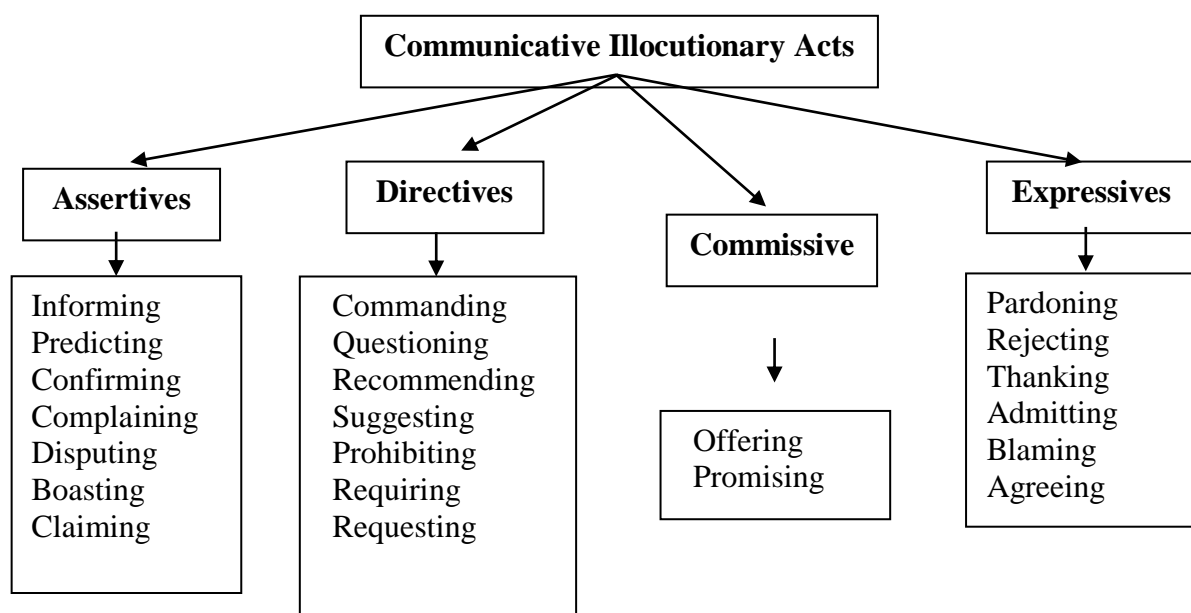 Communicative Illocutionary Acts
Assertives
Directives
Commissive
Expressives
Informing
Predicting
Confirming
Complaining
Disputing
Boasting
Claiming
Commanding
Questioning
Recommending
Suggesting
Prohibiting
Requiring
Requesting
Offering
Promising
Pardoning
Rejecting
Thanking
Admitting
Blaming
Agreeing